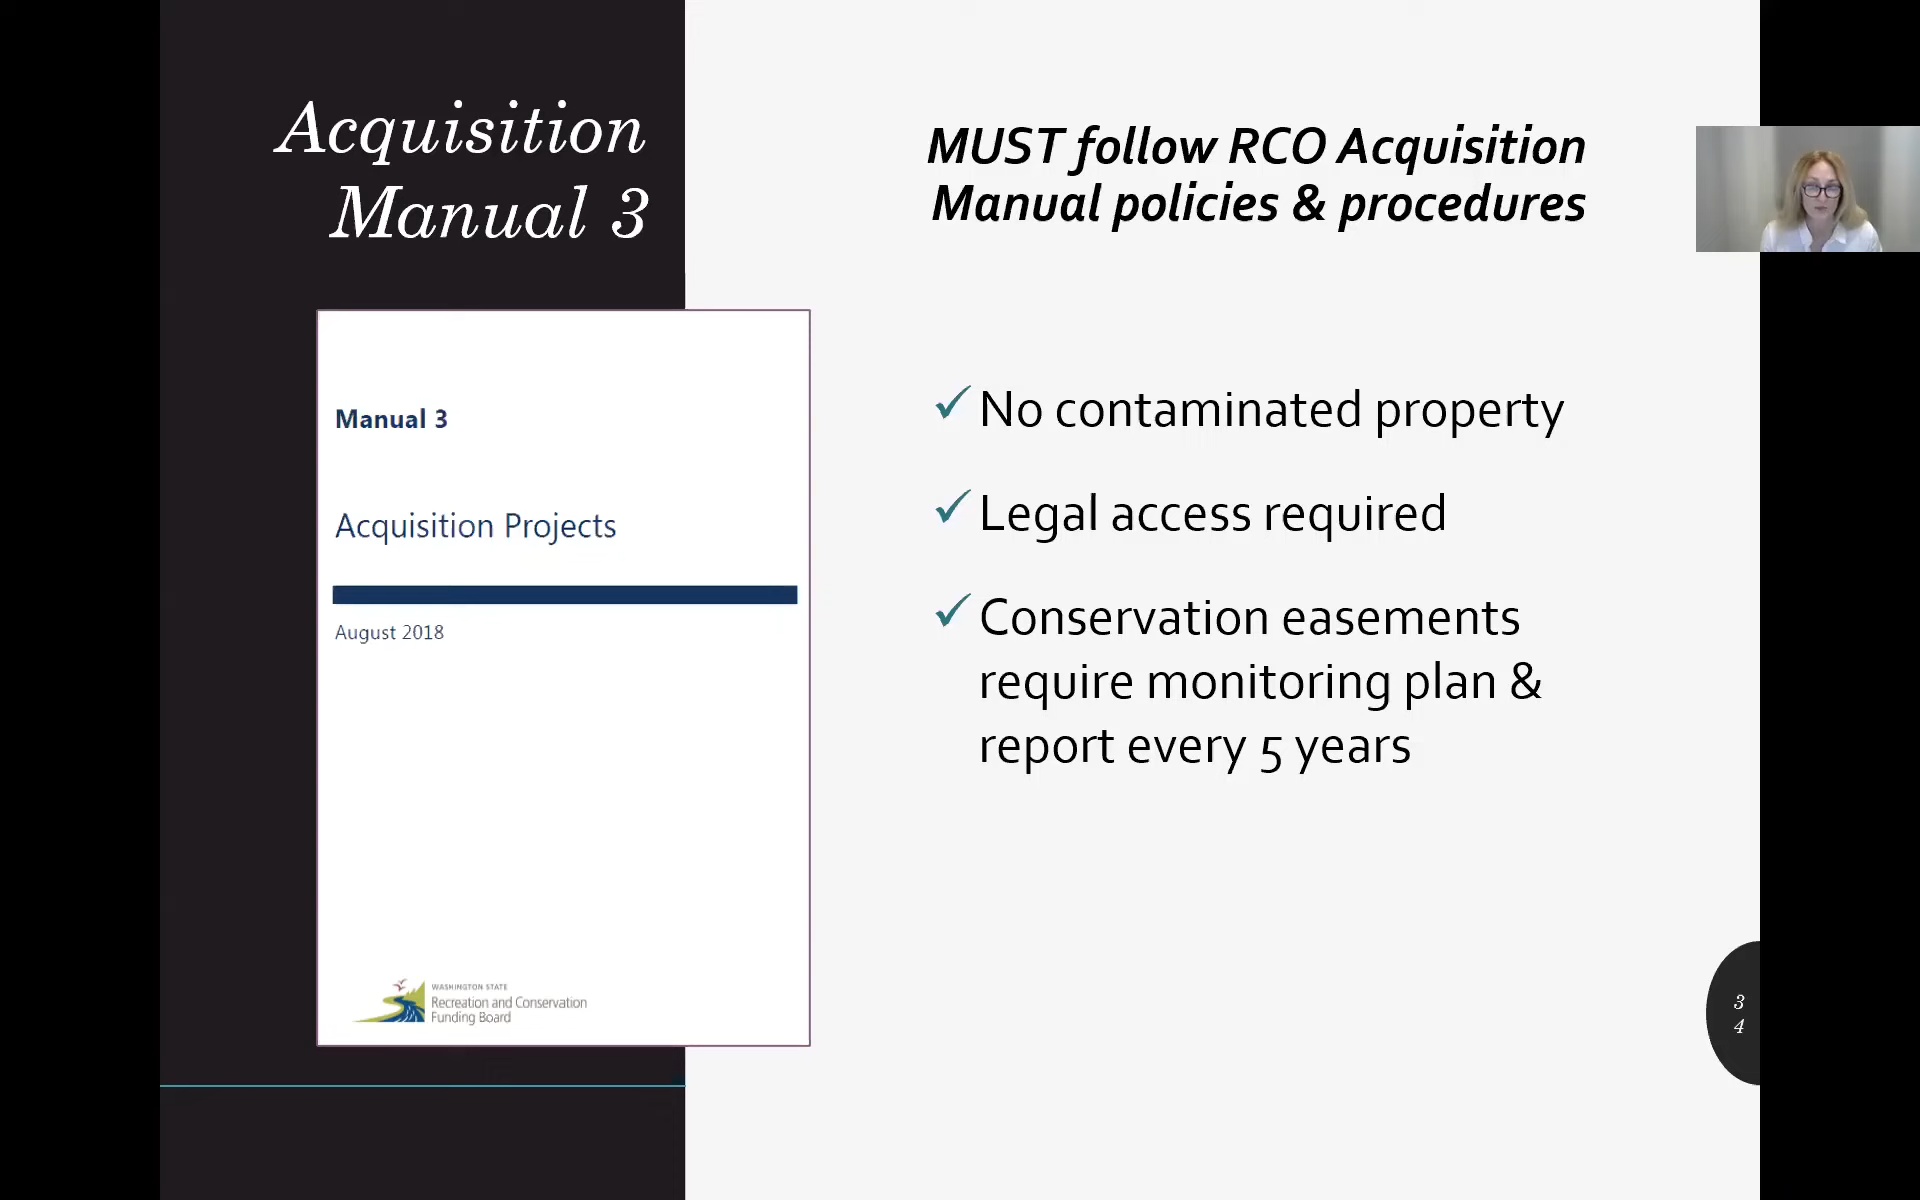 Acquisition
Manual 3
MUST follow RCO Acquisition
Manual policies & procedures
Manual 3
Acquisition Projects
August 2018
WASHINGTON STATE
Recreation and Conservation
Funding Board
No contaminated property
Legal access required
Conservation easements
require monitoring plan &
report every 5 years
3
4